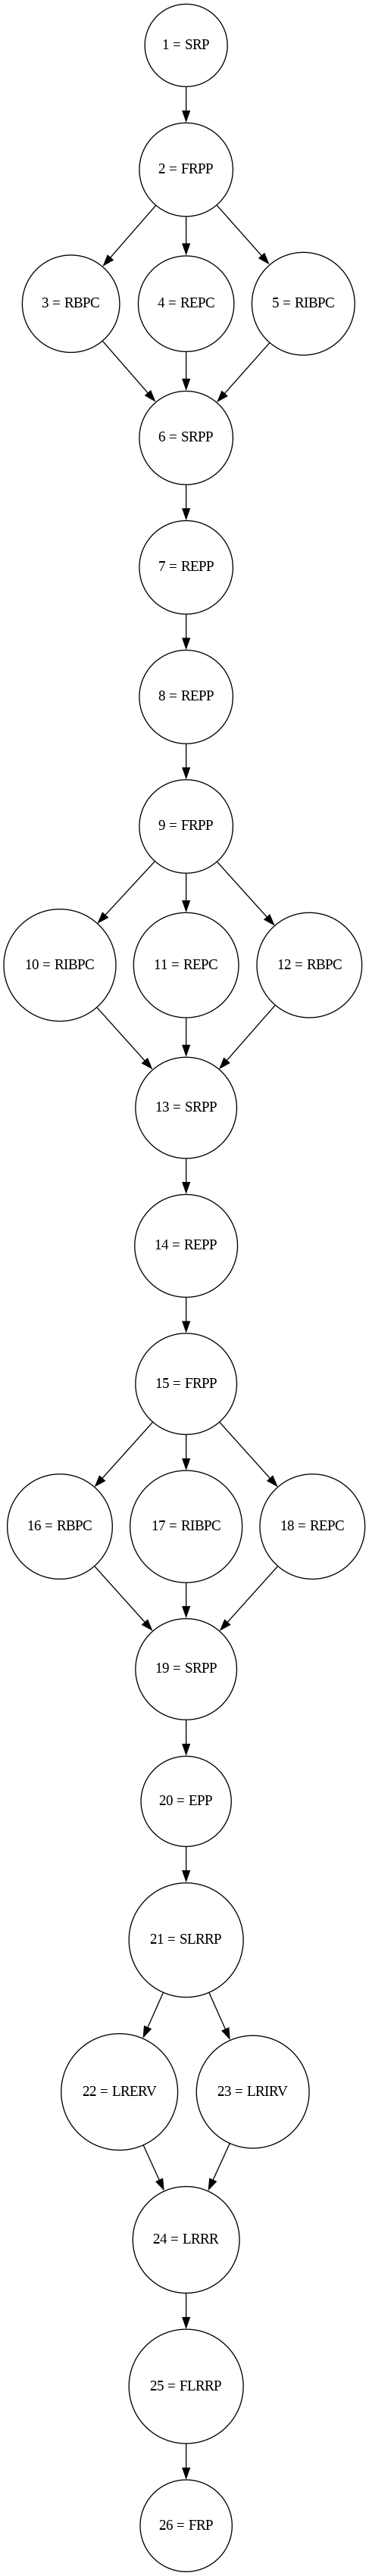 1 = SRP
2 = FRPP
3 = RBPC
4 = REPC
5 = RIBPC
6 = SRPP
7 = REPP
8 = REPP
9 = FRPP
10 = RIBPC
11 = REPC
12 = RBPC
13 = SRPP
14 = REPP
15 = FRPP
16 = RBPC
17 = RIBPC
18 = REPC
19 = SRPP
20 = EPP
21 = SLRRP
22 = LRERV
23 = LRIRV
24 = LRRR
25 = FLRRP
26 = FRP